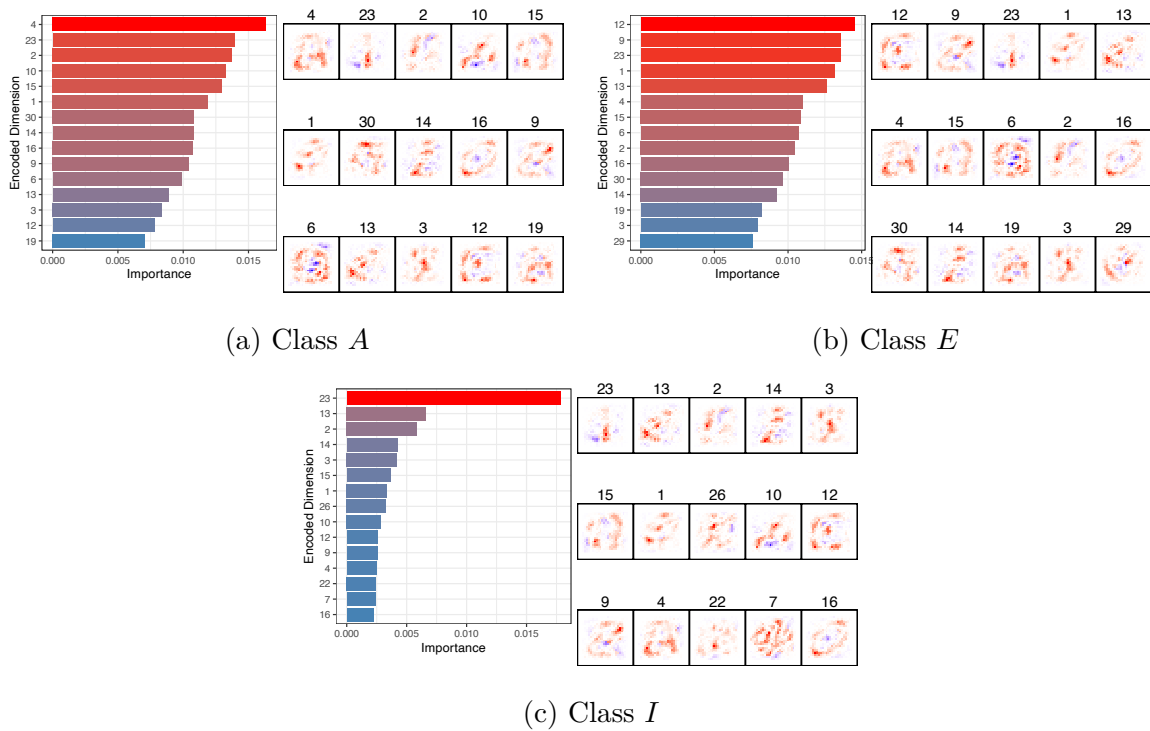 4 23 2 10 15 1 30 14 16 9 6 13 3 12 19
Encoded Dimension
0.000 0.005 0.010 0.015
Importance
4 23 2 10 15
1 30 14 16 9
6 13 3 12 19
(a) Class A
12 9 23 1 13 4 15 6 2 16 30 14 19 3 29
Encoded Dimension
0.000 0.005 0.010 0.015
Importance
12 9 23 1 13
4 15 6 2 16
30 14 19 3 29
(b) Class E
23 13 2 14 3 15 1 26 10 12 9 4 22 7 16
Encoded Dimension
0.000 0.005 0.010 0.015
Importance
23 13 2 14 3
15 1 26 10 12
9 4 22 7 16
(c) Class I